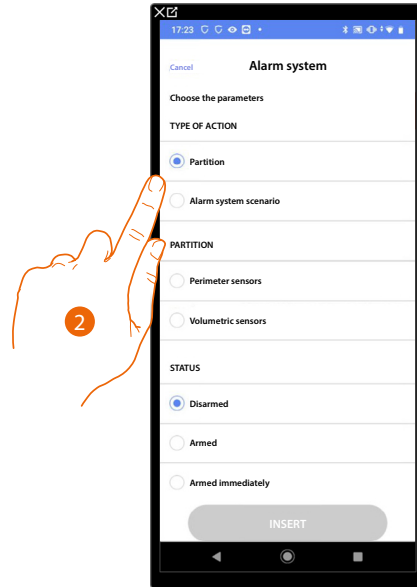 17:23
Cancel Alarm system
Choose the parameters
TYPE OF ACTION
Partition
Alarm system scenario
PARTITION
Perimeter sensors
2
Volumetric sensors
STATUS
Disarmed
Armed
Armed immediately
INSERT